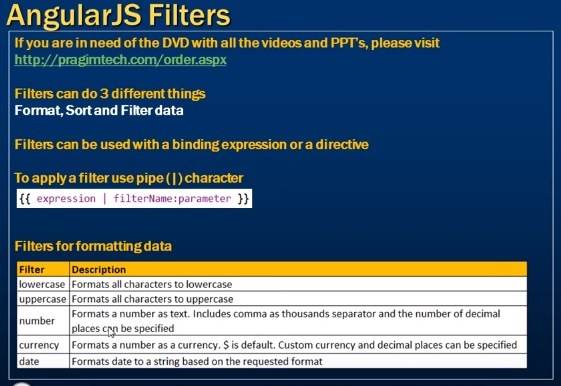 AngularJS Filters
If you are in need of the DVD with all the videos and PPT's, please visit
http://pragimtech.com/order.aspx
Filters can do 3 different things
Format, Sort and Filter data
Filters can be used with a binding expression or a directive
To apply a filter use pipe (|) character
{{ expression | filterName:parameter }}
Filters for formatting data
Filter Description
lowercase Formats all characters to lowercase
uppercase Formats all characters to uppercase
number Formats a number as text. Includes comma as thousands separator and the number of decimal
places can be specified
currency Formats a number as a currency. $ is default. Custom currency and decimal places can be specified
date Formats date to a string based on the requested format